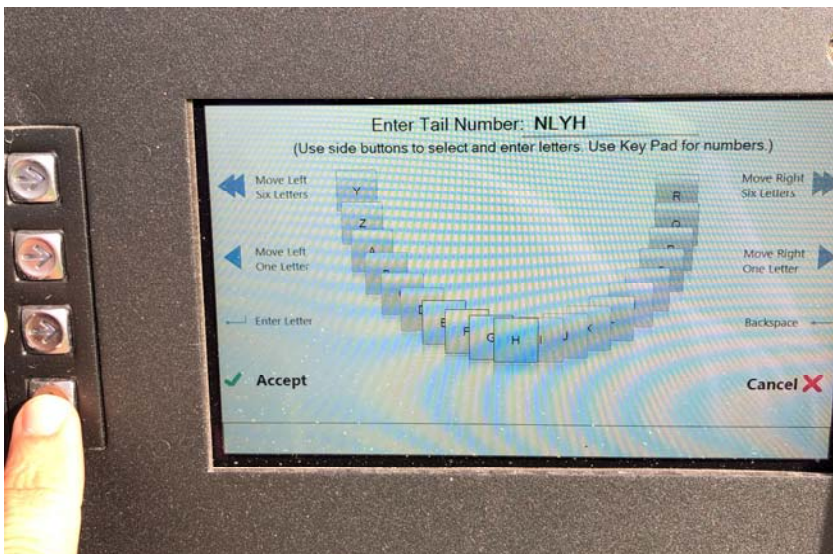 Enter Tail Number: NLYH
(Use side buttons to select and enter letters. Use Key Pad for numbers.)
Move Left
Six Letters
Move Right
Six Letters
Y
R
Z
A
Move Left
One Letter
Move Right
One Letter
E F G H I J
Enter Letter
Backspace
Accept
Cancel